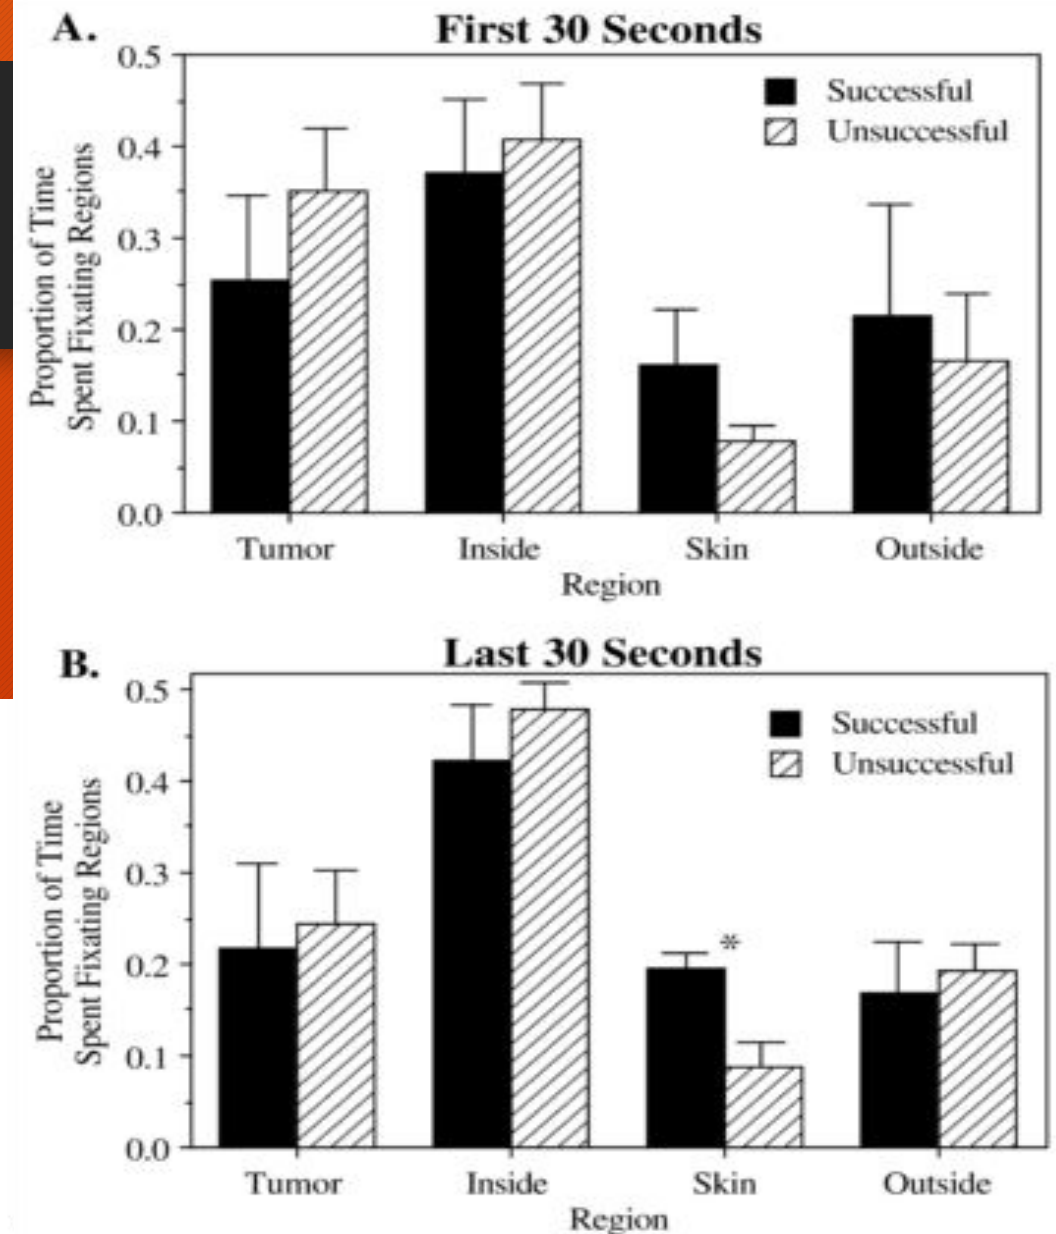 A.
First 30 Seconds
Successful
Unsuccessful
Proportion of Time
Spent Fixating Regions
0.5
0.4
0.3
0.2
0.1
0.0
Tumor Inside Skin Outside
Region
B.
Last 30 Seconds
Successful
Unsuccessful
Proportion of Time
Spent Fixating Regions
0.5
0.4
0.3
0.2
0.1
0.0
*
Tumor Inside Skin Outside
Region